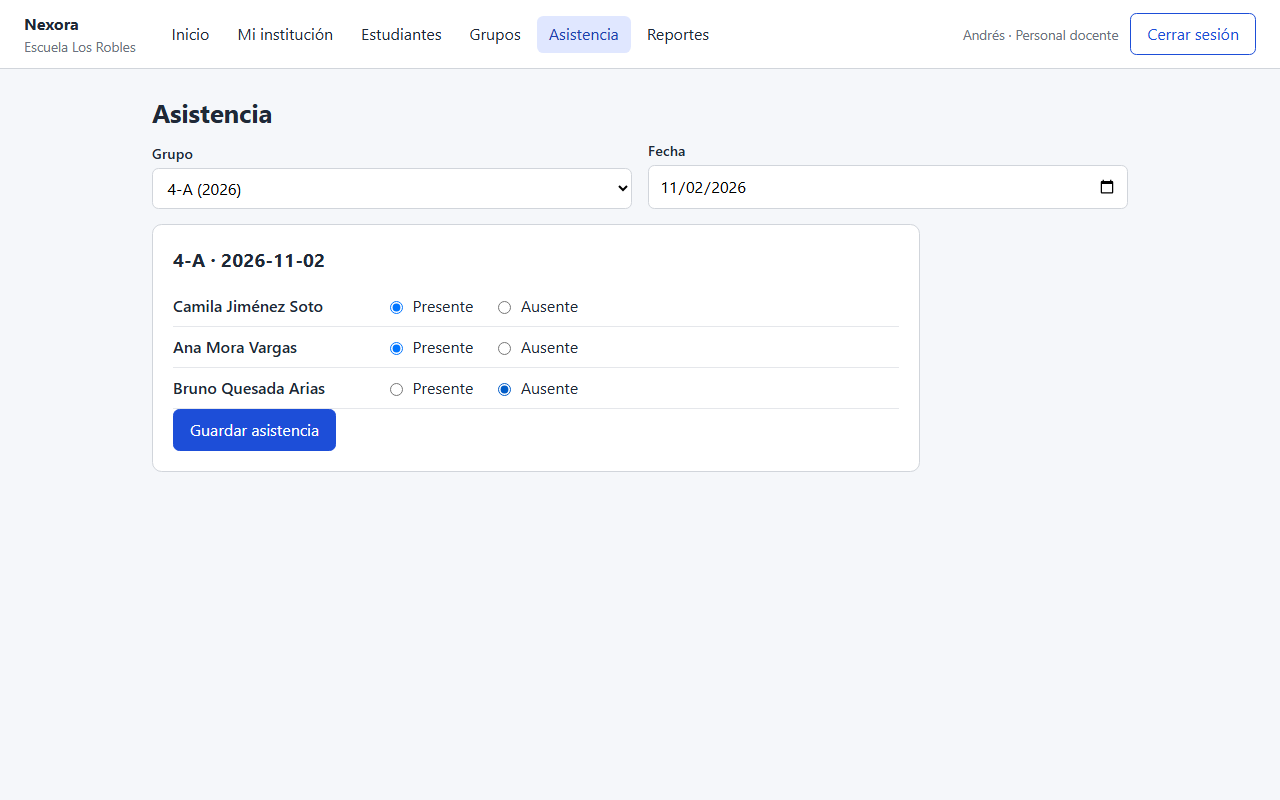 Nexora
Escuela Los Robles
Inicio
Mi institución
Estudiantes
Grupos
Asistencia
Reportes
Andrés · Personal docente
Cerrar sesión
Asistencia
Grupo
4-A (2026)
Fecha
11/02/2026
4-A · 2026-11-02
Camila Jiménez Soto Presente Ausente
Ana Mora Vargas Presente Ausente
Bruno Quesada Arias Presente Ausente
Guardar asistencia